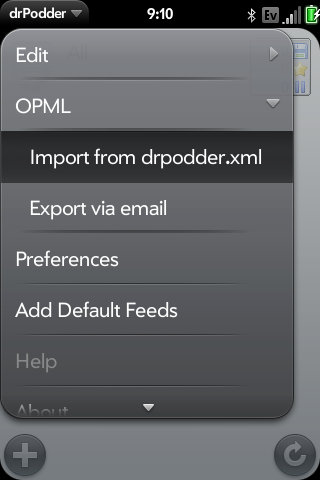 drPodder
9:10
Ev
All
Edit
OPML
Import from drpodder.xml
Export via email
Preferences
Add Default Feeds
Help
About